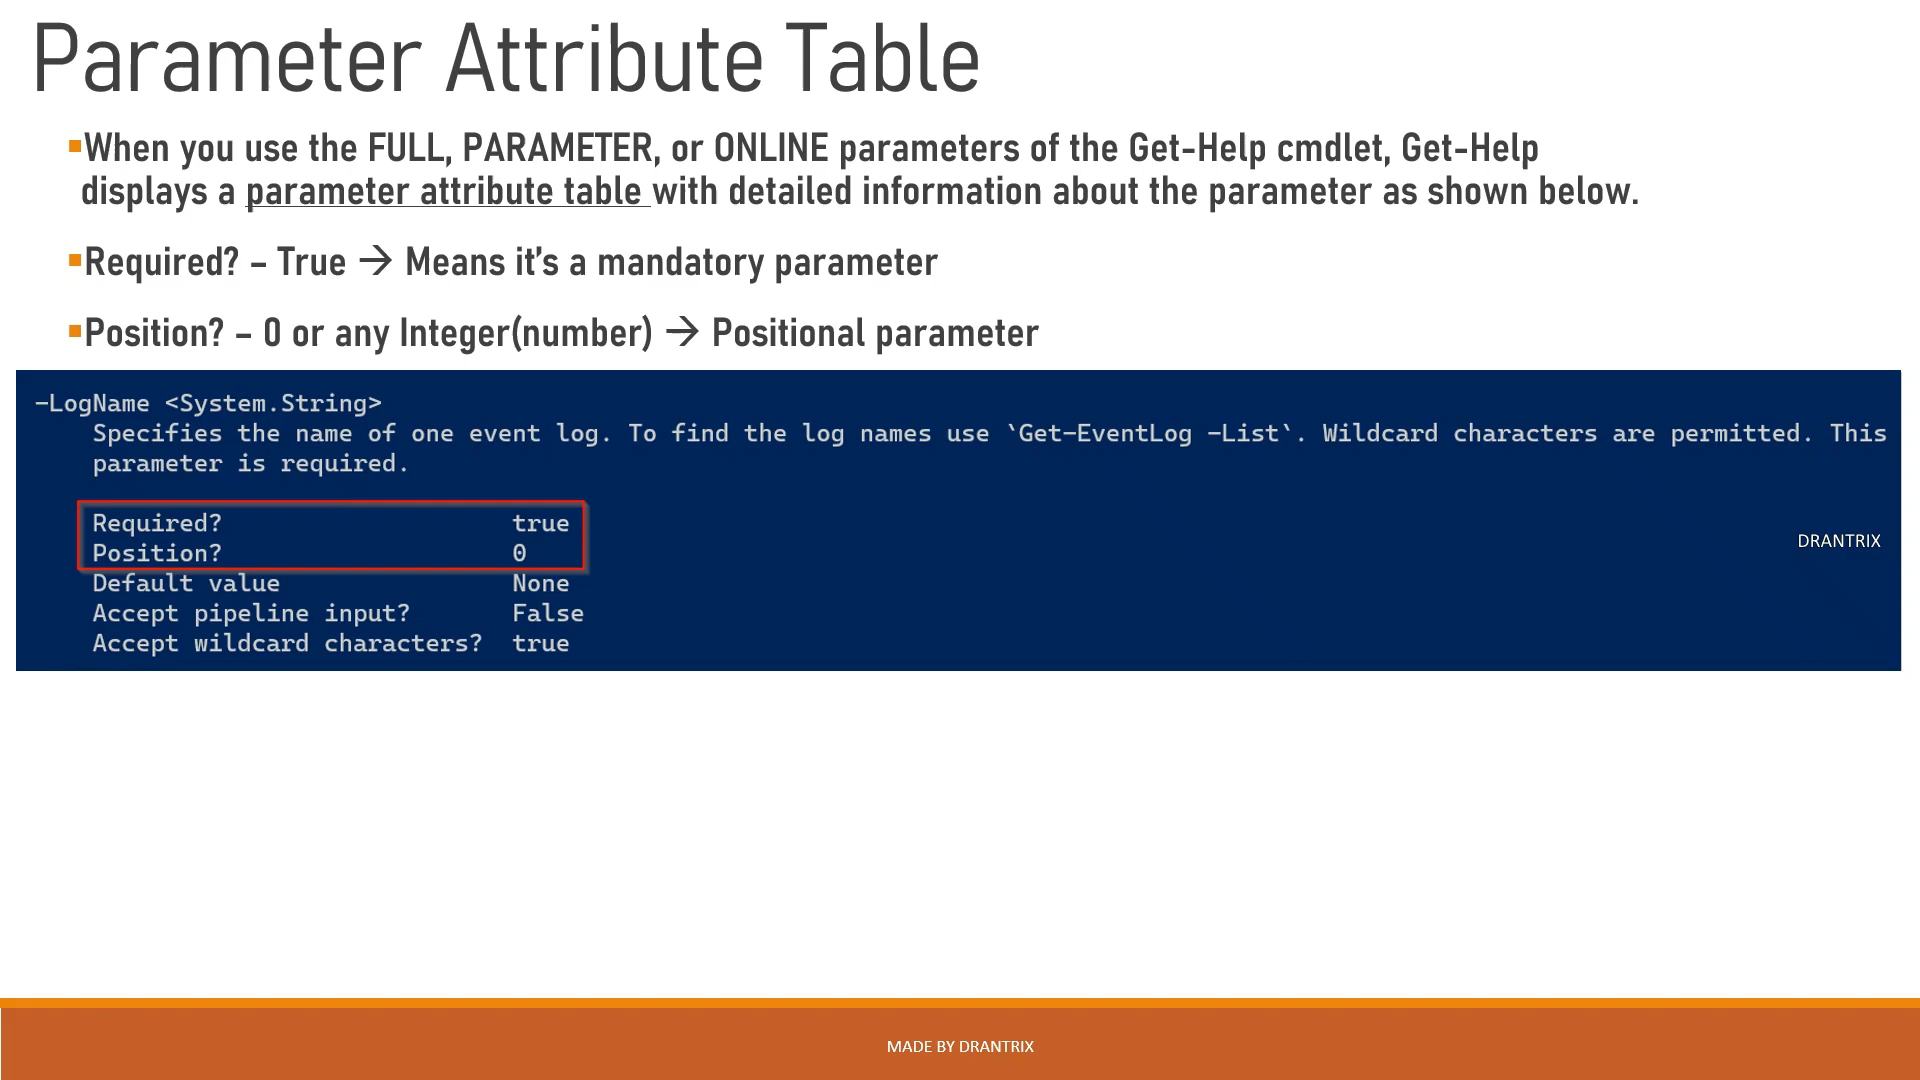 Parameter Attribute Table
▪When you use the FULL, PARAMETER, or ONLINE parameters of the Get-Help cmdlet, Get-Help
displays a parameter attribute table with detailed information about the parameter as shown below.
▪Required? – True → Means it's a mandatory parameter
▪Position? – 0 or any Integer(number) → Positional parameter
-LogName <System.String>
Specifies the name of one event log. To find the log names use `Get-EventLog -List`. Wildcard characters are permitted. This
parameter is required.
Required? true
Position? 0
DRANTRIX
Default value None
Accept pipeline input? False
Accept wildcard characters? true
MADE BY DRANTRIX